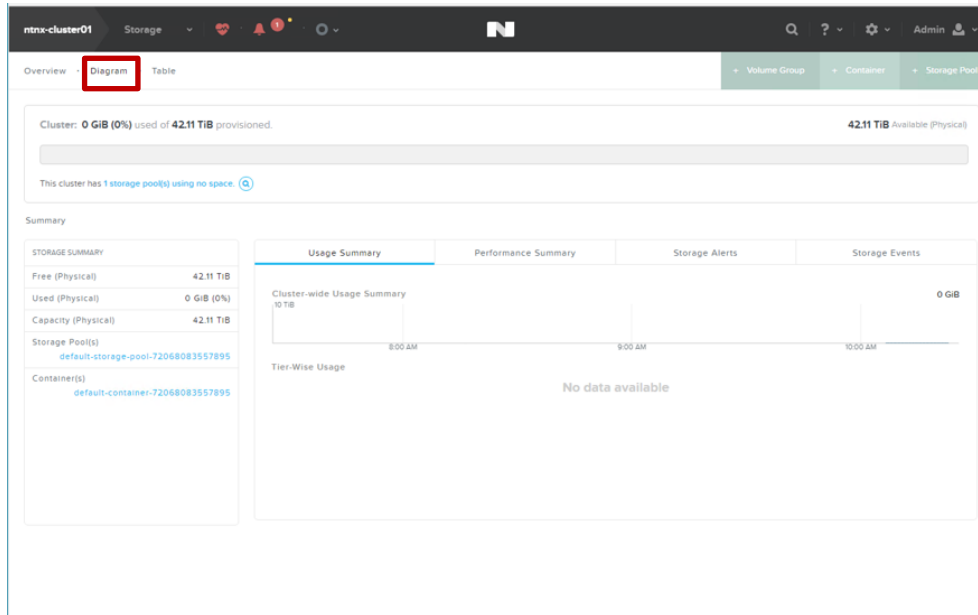 ntnx-cluster01 Storage 1 ? Admin
Overview · Diagram Table + Volume Group + Container + Storage Pool
Cluster: 0 GiB (0%) used of 42.11 TiB provisioned. 42.11 TiB Available (Physical)
This cluster has 1 storage pool(s) using no space.
Summary
STORAGE SUMMARY
Free (Physical) 42.11 TiB
Used (Physical) 0 GiB (0%)
Capacity (Physical) 42.11 TiB
Storage Pool(s)
default-storage-pool-72068083557895
Container(s)
default-container-72068083557895
Usage Summary Performance Summary Storage Alerts Storage Events
Cluster-wide Usage Summary 0 GiB
10 TiB
8:00 AM 9:00 AM 10:00 AM
Tier-Wise Usage
No data available